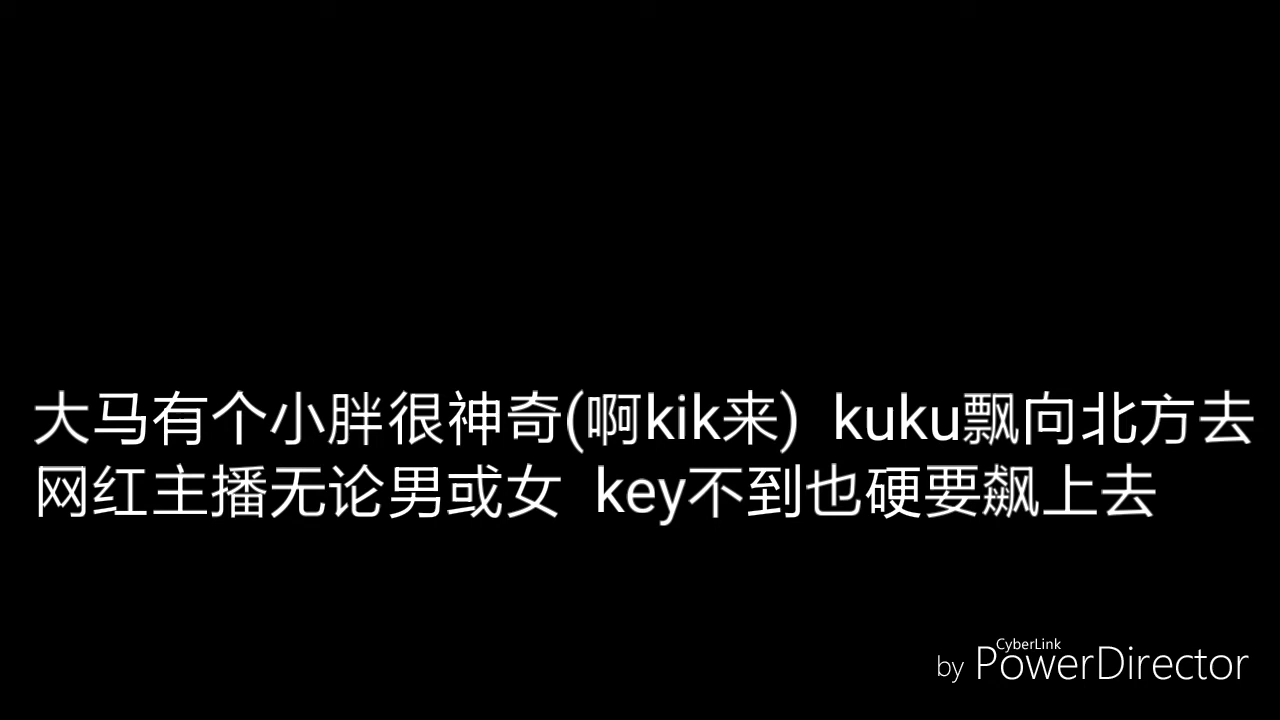 大马有个小胖很神奇(啊kik来)  kuku飘向北方去
网红主播无论男或女  key不到也硬要飙上去
CyberLink
by PowerDirector